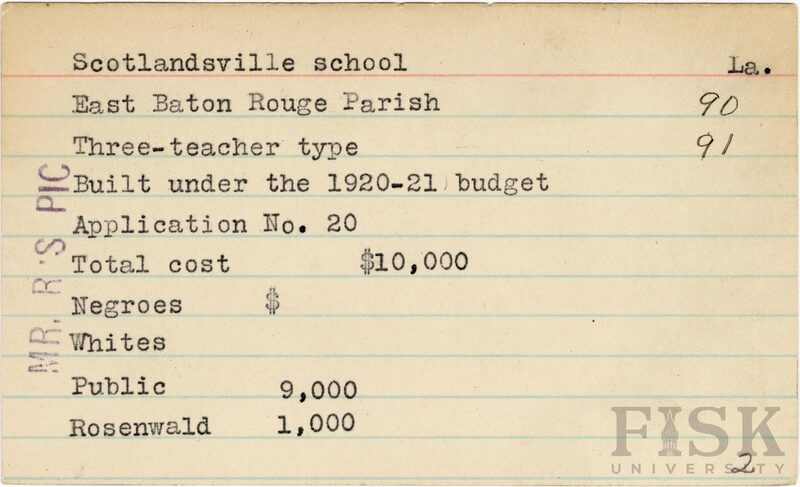 Scotlandsville school La.
East Baton Rouge Parish 90
Three-teacher type 91
Built under the 1920-21 budget
Application No. 20
Total cost $10,000
Negroes $
Whites
Public 9,000
Rosenwald 1,000
MR. R'S PIC
FISK
UNIVERSITY
2